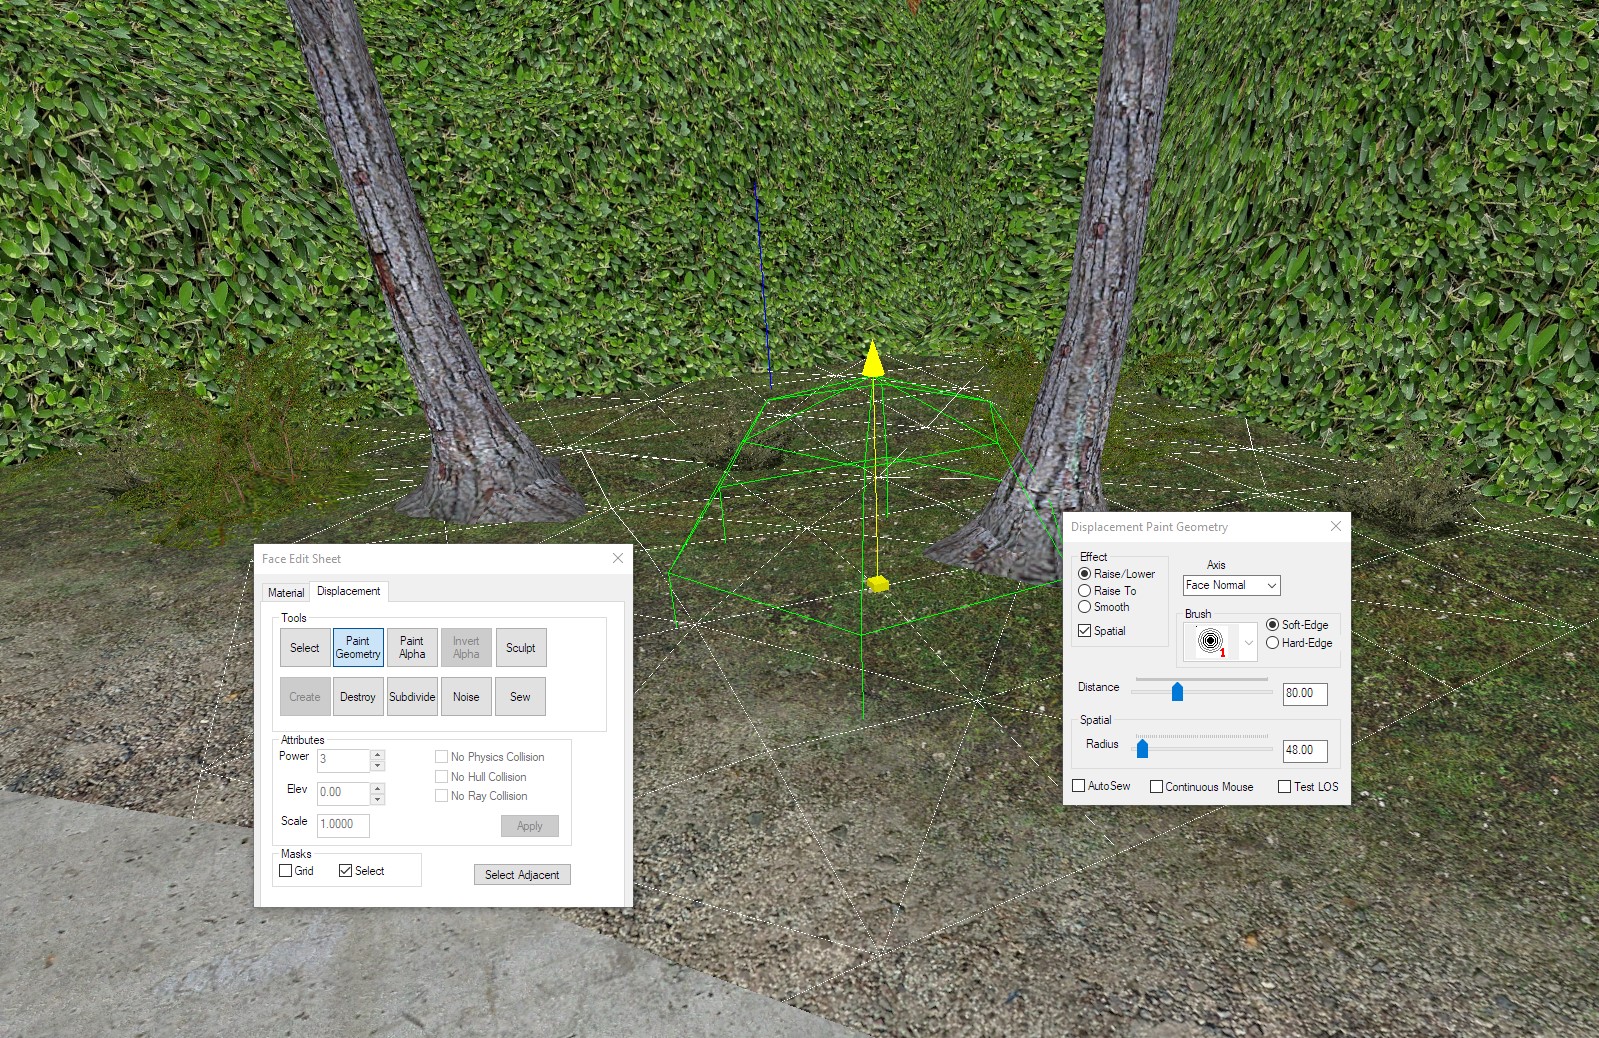 Face Edit Sheet
Material
Displacement
Tools
Select
Paint
Geometry
Paint
Alpha
Invert
Alpha
Sculpt
Create
Destroy
Subdivide
Noise
Sew
Attributes
Power
3
No Physics Collision
No Hull Collision
Elev
0.00
No Ray Collision
Scale
1.0000
Apply
Masks
Grid
Select
Select Adjacent
Displacement Paint Geometry
Effect
Raise/Lower
Raise To
Smooth
Spatial
Axis
Face Normal
Brush
1
Soft-Edge
Hard-Edge
Distance
80.00
Spatial
Radius
48.00
AutoSew
Continuous Mouse
Test LOS